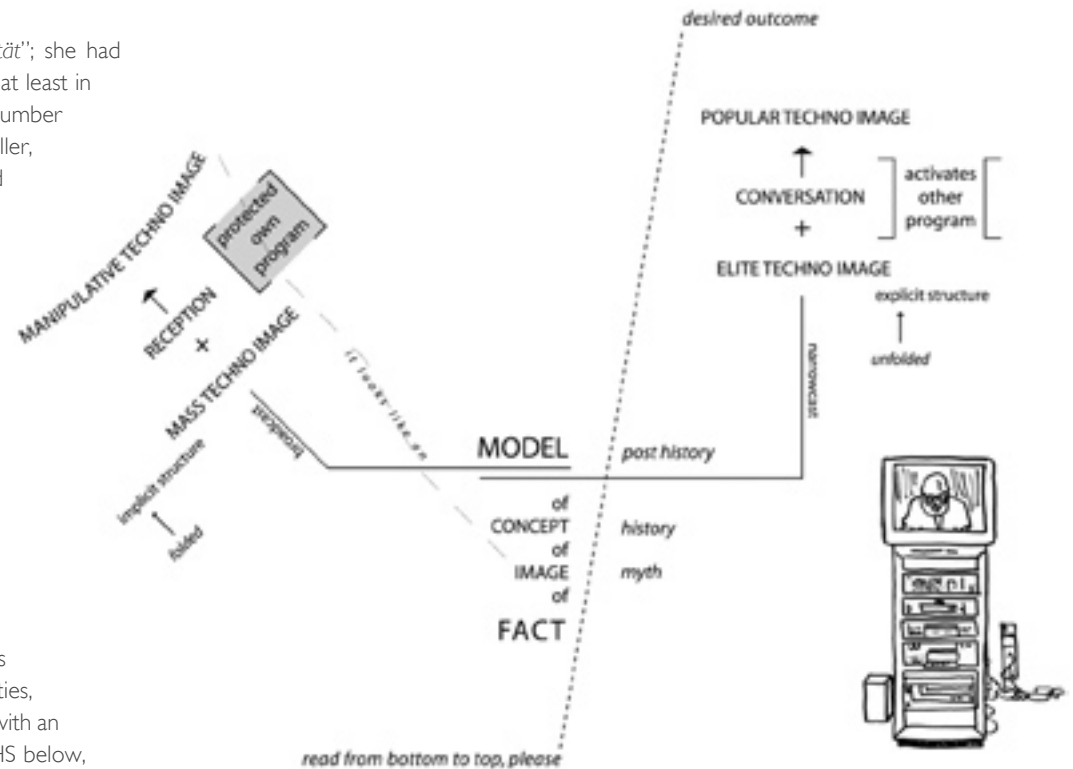 tät”; she had
at least in
umber
ller,
d
s
ties,
vith an
HS below,
desired outcome
POPULAR TECHNO IMAGE
CONVERSATION
+
ELITE TECHNO IMAGE
activates
other
program
explicit structure
unfolded
narrowcast
MANIPULATIVE TECHNO IMAGE
protected
own
program
RECEPTION
+
MASS TECHNO IMAGE
it looks like an
broadcast
implicit structure
folded
MODEL
post history
of
CONCEPT
history
of
IMAGE
myth
of
FACT
read from bottom to top, please